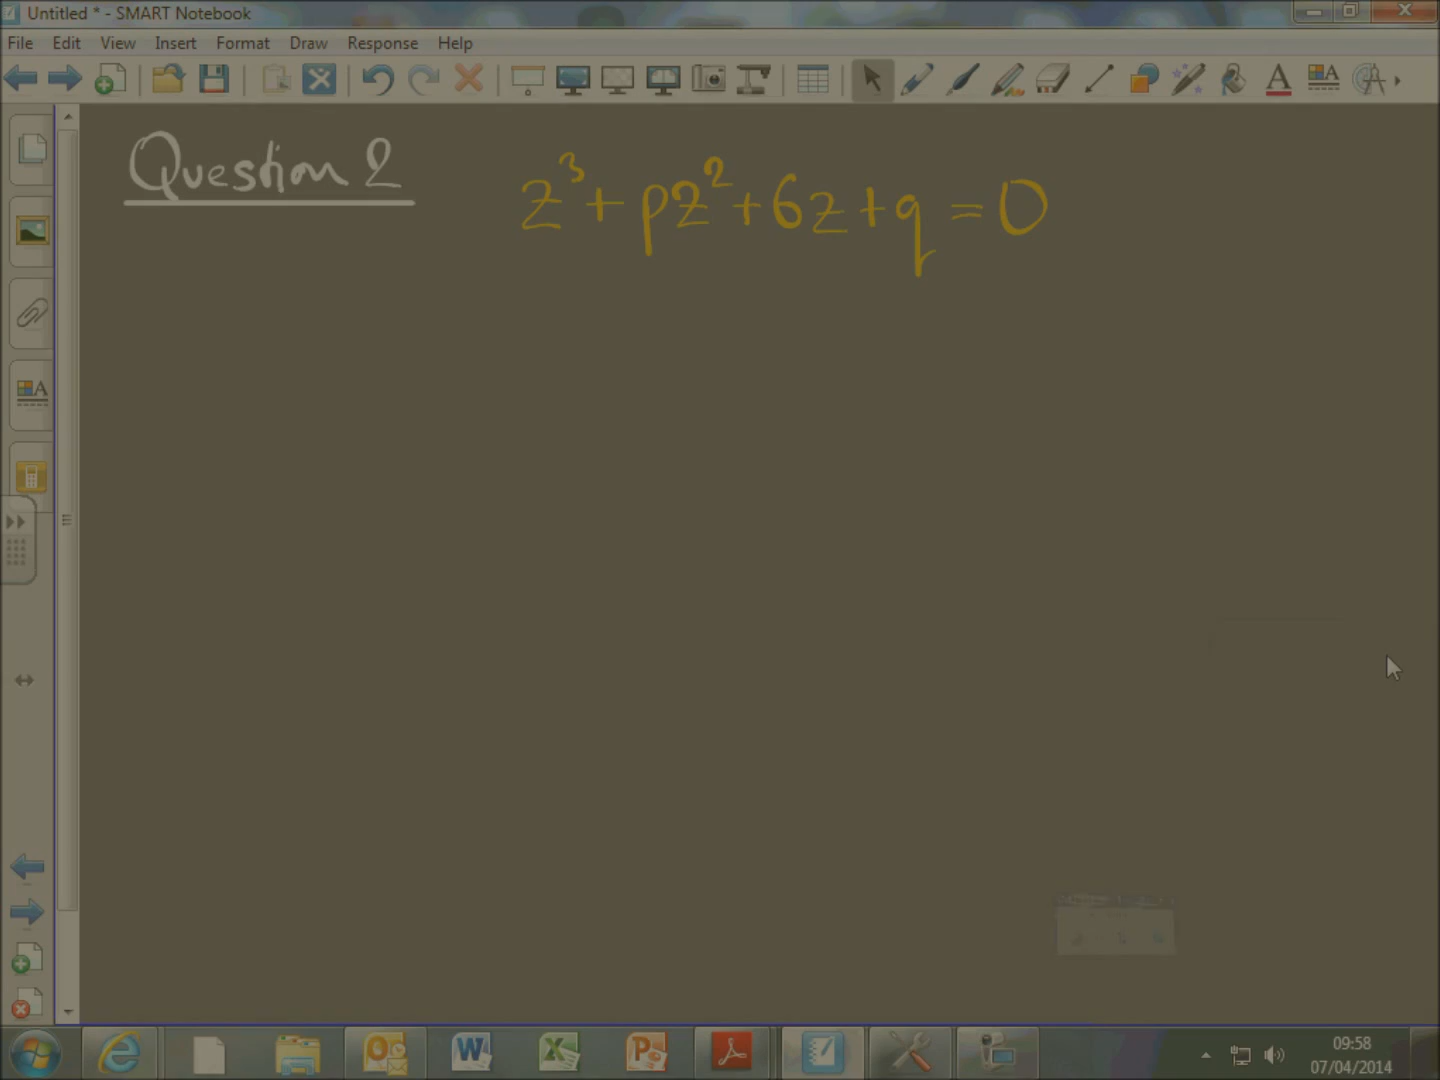 Untitled * - SMART Notebook
File Edit View Insert Format Draw Response Help
Question 2
z³ + pz² + 6z + q = 0
09:58
07/04/2014